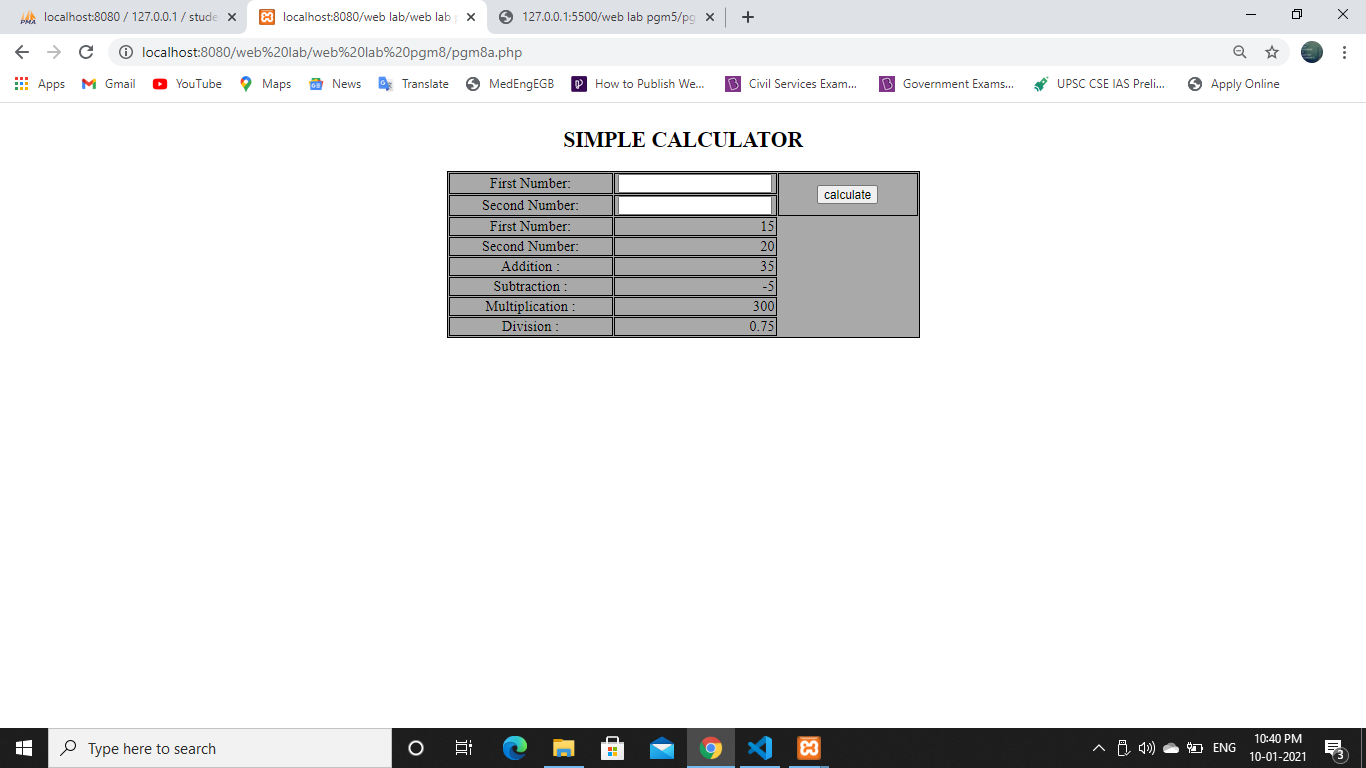 localhost:8080 / 127.0.0.1 / stude
localhost:8080/web lab/web lab p
127.0.0.1:5500/web lab pgm5/pg
localhost:8080/web%20lab/web%20lab%20pgm8/pgm8a.php
Apps Gmail YouTube Maps News Translate MedEngEGB How to Publish We... Civil Services Exam... Government Exams... UPSC CSE IAS Preli... Apply Online
SIMPLE CALCULATOR
First Number:
calculate
Second Number:
First Number: 15
Second Number: 20
Addition : 35
Subtraction : -5
Multiplication : 300
Division : 0.75
Type here to search
ENG
10:40 PM
10-01-2021
3